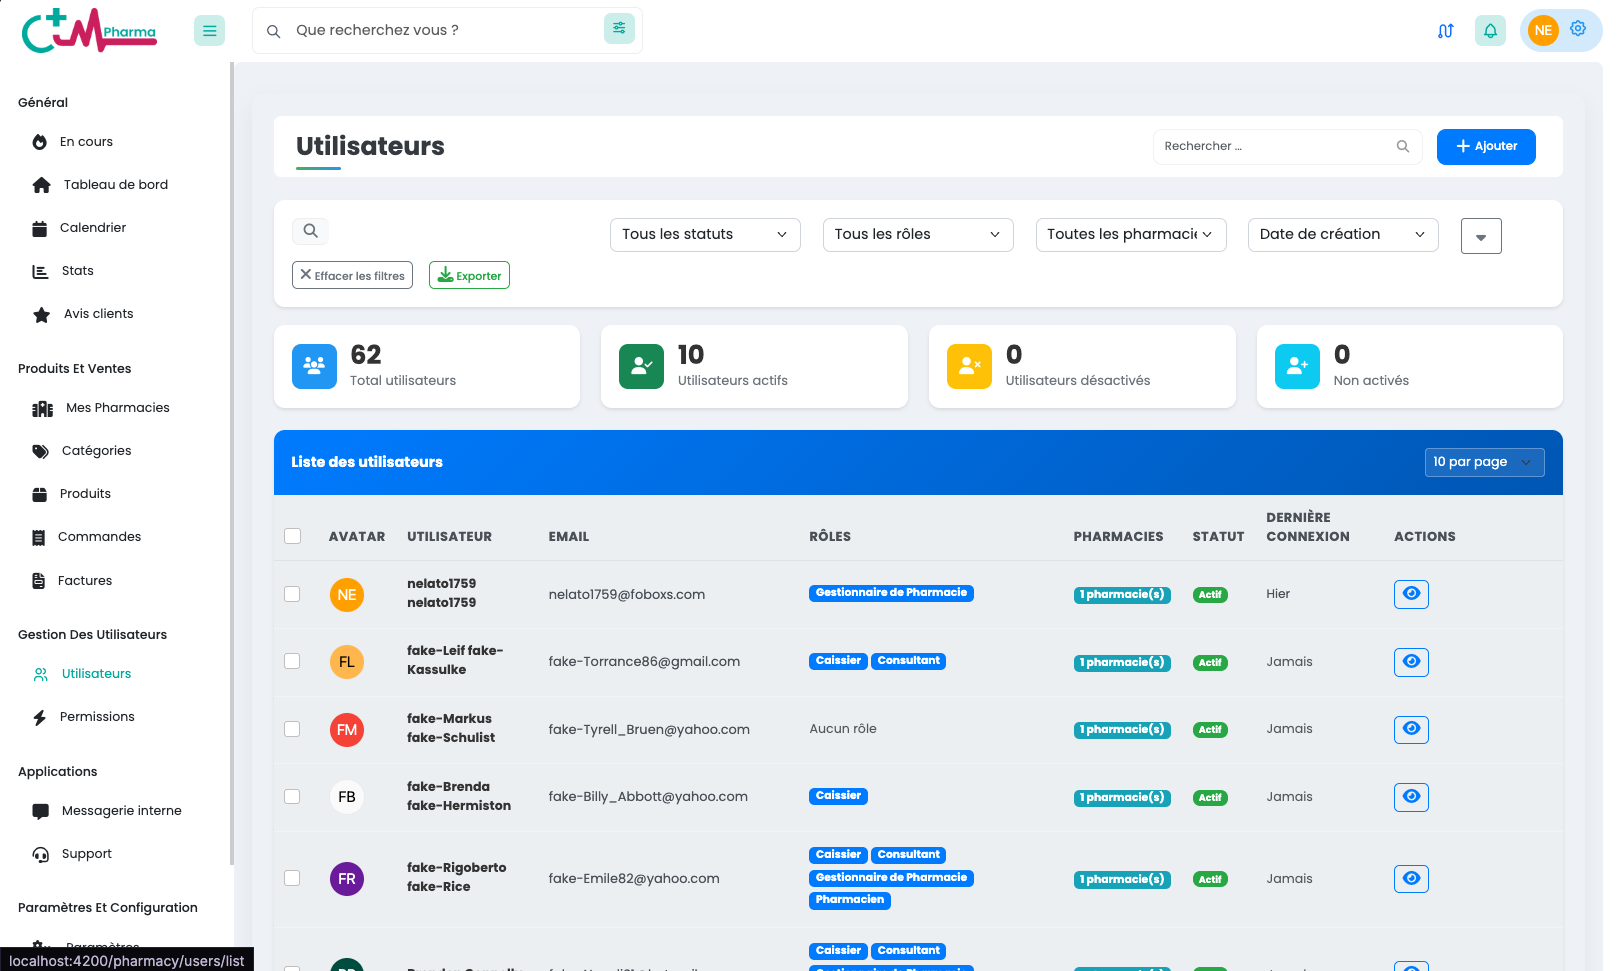 Pharma
Que recherchez vous ?
NE
Général
En cours
Tableau de bord
Calendrier
Stats
Avis clients
Produits Et Ventes
Mes Pharmacies
Catégories
Produits
Commandes
Factures
Gestion Des Utilisateurs
Utilisateurs
Permissions
Applications
Messagerie interne
Support
Paramètres Et Configuration
Paramètres
localhost:4200/pharmacy/users/list
Utilisateurs
Rechercher ...
Ajouter
Tous les statuts
Tous les rôles
Toutes les pharmacie
Date de création
Effacer les filtres
Exporter
62
Total utilisateurs
10
Utilisateurs actifs
0
Utilisateurs désactivés
0
Non activés
Liste des utilisateurs
10 par page
AVATAR UTILISATEUR EMAIL RÔLES PHARMACIES STATUT DERNIÈRE CONNEXION ACTIONS
NE nelato1759 nelato1759 nelato1759@foboxs.com Gestionnaire de Pharmacie 1 pharmacie(s) Actif Hier
FL fake-Leif fake-Kassulke fake-Torrance86@gmail.com Caissier Consultant 1 pharmacie(s) Actif Jamais
FM fake-Markus fake-Schulist fake-Tyrell_Bruen@yahoo.com Aucun rôle 1 pharmacie(s) Actif Jamais
FB fake-Brenda fake-Hermiston fake-Billy_Abbott@yahoo.com Caissier 1 pharmacie(s) Actif Jamais
FR fake-Rigoberto fake-Rice fake-Emile82@yahoo.com Caissier Consultant Gestionnaire de Pharmacie Pharmacien 1 pharmacie(s) Actif Jamais
Caissier Consultant